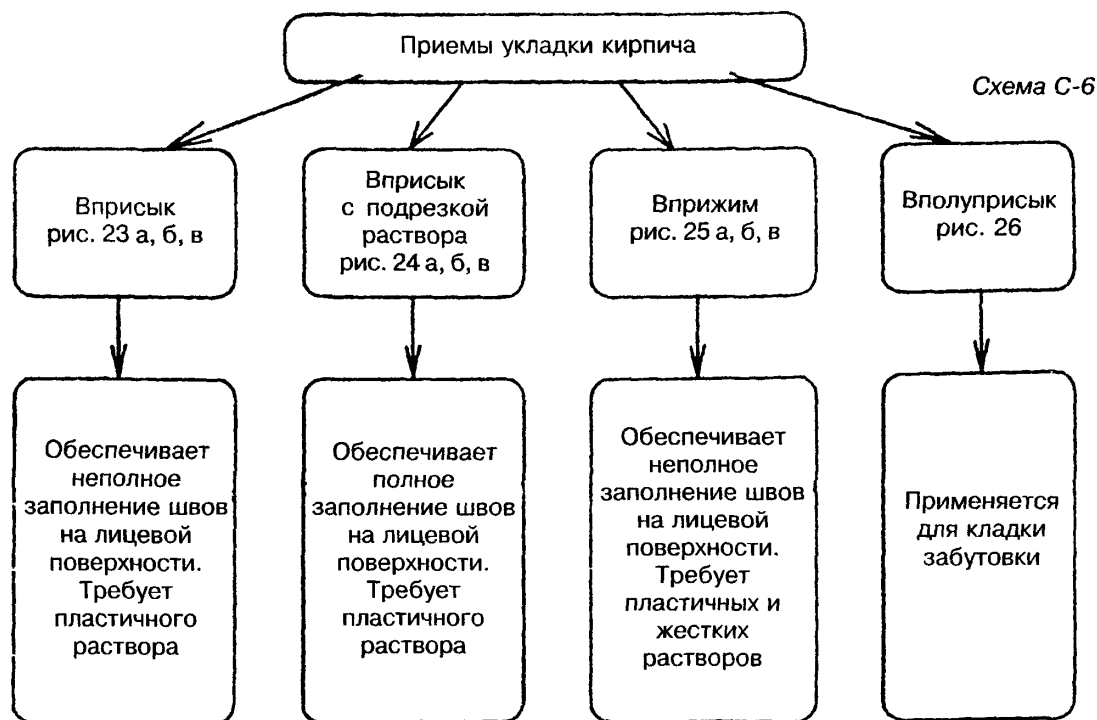 Приемы укладки кирпича
Схема С-6
Вприсык
рис. 23 а, б, в
Вприсык
с подрезкой
раствора
рис. 24 а, б, в
Вприжим
рис. 25 а, б, в
Вполуприсык
рис. 26
Обеспечивает
неполное
заполнение швов
на лицевой
поверхности.
Требует
пластичного
раствора
Обеспечивает
полное
заполнение швов
на лицевой
поверхности.
Требует
пластичного
раствора
Обеспечивает
неполное
заполнение швов
на лицевой
поверхности.
Требует
пластичных и
жестких
растворов
Применяется
для кладки
забутовки